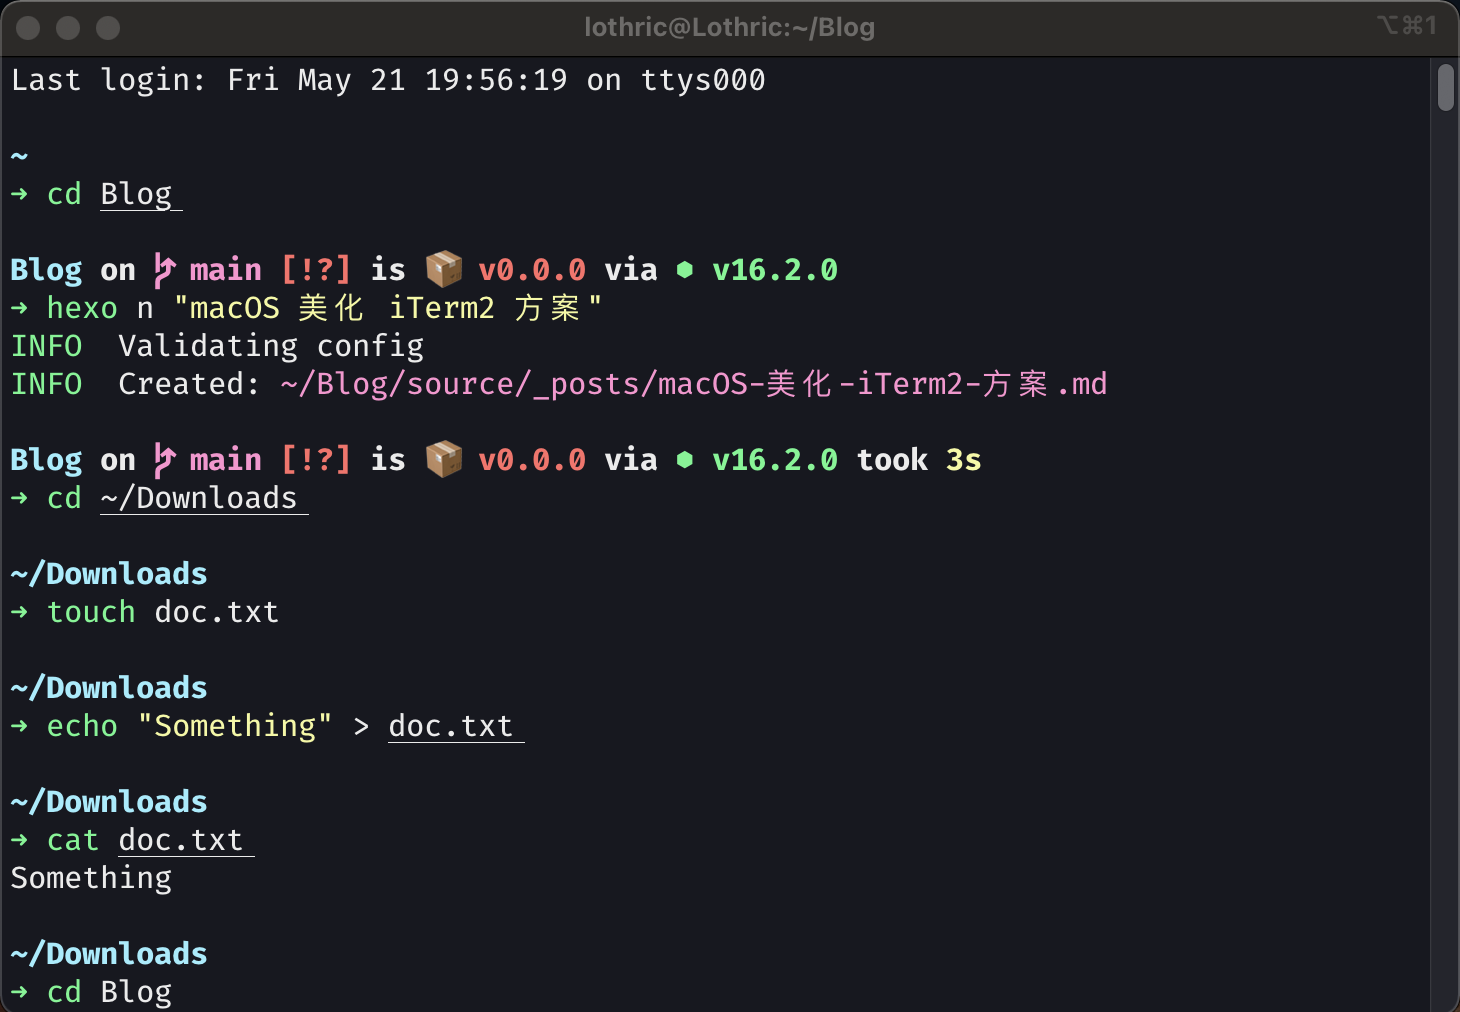 lothric@Lothric:~/Blog
⌥⌘1
Last login: Fri May 21 19:56:19 on ttys000
~
➜ cd Blog
Blog on main [!?] is 📦 v0.0.0 via ⬢ v16.2.0
➜ hexo n "macOS 美化 iTerm2 方案"
INFO  Validating config
INFO  Created: ~/Blog/source/_posts/macOS-美化-iTerm2-方案.md
Blog on main [!?] is 📦 v0.0.0 via ⬢ v16.2.0 took 3s
➜ cd ~/Downloads
~/Downloads
➜ touch doc.txt
~/Downloads
➜ echo "Something" > doc.txt
~/Downloads
➜ cat doc.txt
Something
~/Downloads
➜ cd Blog